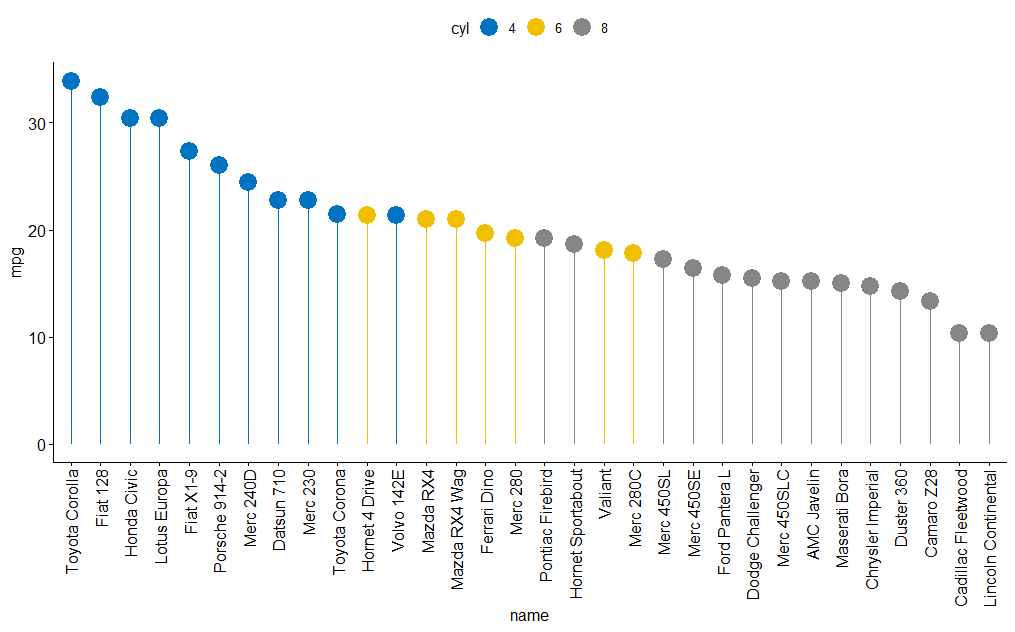 cyl 4 6 8
mpg
30
20
10
0
Toyota Corolla
Fiat 128
Honda Civic
Lotus Europa
Fiat X1-9
Porsche 914-2
Merc 240D
Datsun 710
Merc 230
Toyota Corona
Hornet 4 Drive
Volvo 142E
Mazda RX4
Mazda RX4 Wag
Ferrari Dino
Merc 280
Pontiac Firebird
Hornet Sportabout
Valiant
Merc 280C
Merc 450SL
Merc 450SE
Ford Pantera L
Dodge Challenger
Merc 450SLC
AMC Javelin
Maserati Bora
Chrysler Imperial
Duster 360
Camaro Z28
Cadillac Fleetwood
Lincoln Continental
name